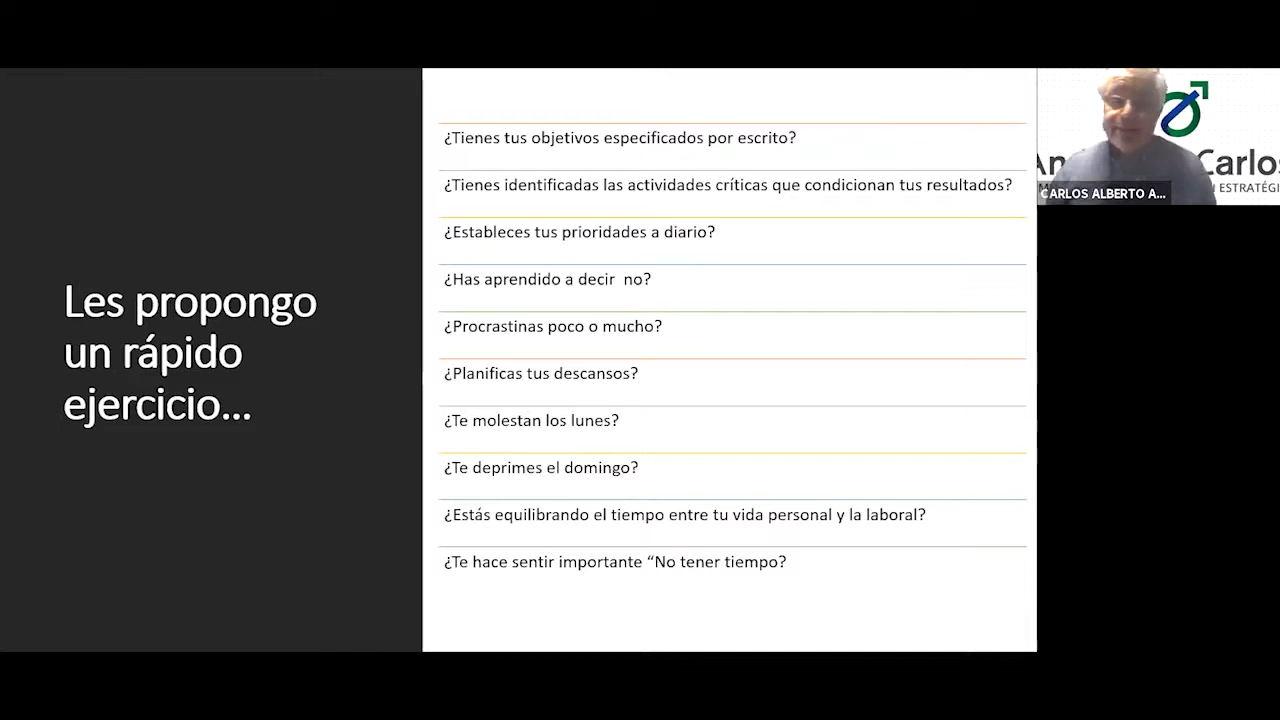 Les propongo
un rápido
ejercicio...
¿Tienes tus objetivos especificados por escrito?
¿Tienes identificadas las actividades críticas que condicionan tus resultados?
¿Estableces tus prioridades a diario?
¿Has aprendido a decir  no?
¿Procrastinas poco o mucho?
¿Planificas tus descansos?
¿Te molestan los lunes?
¿Te deprimes el domingo?
¿Estás equilibrando el tiempo entre tu vida personal y la laboral?
¿Te hace sentir importante “No tener tiempo?
Carlos
CARLOS ALBERTO A...